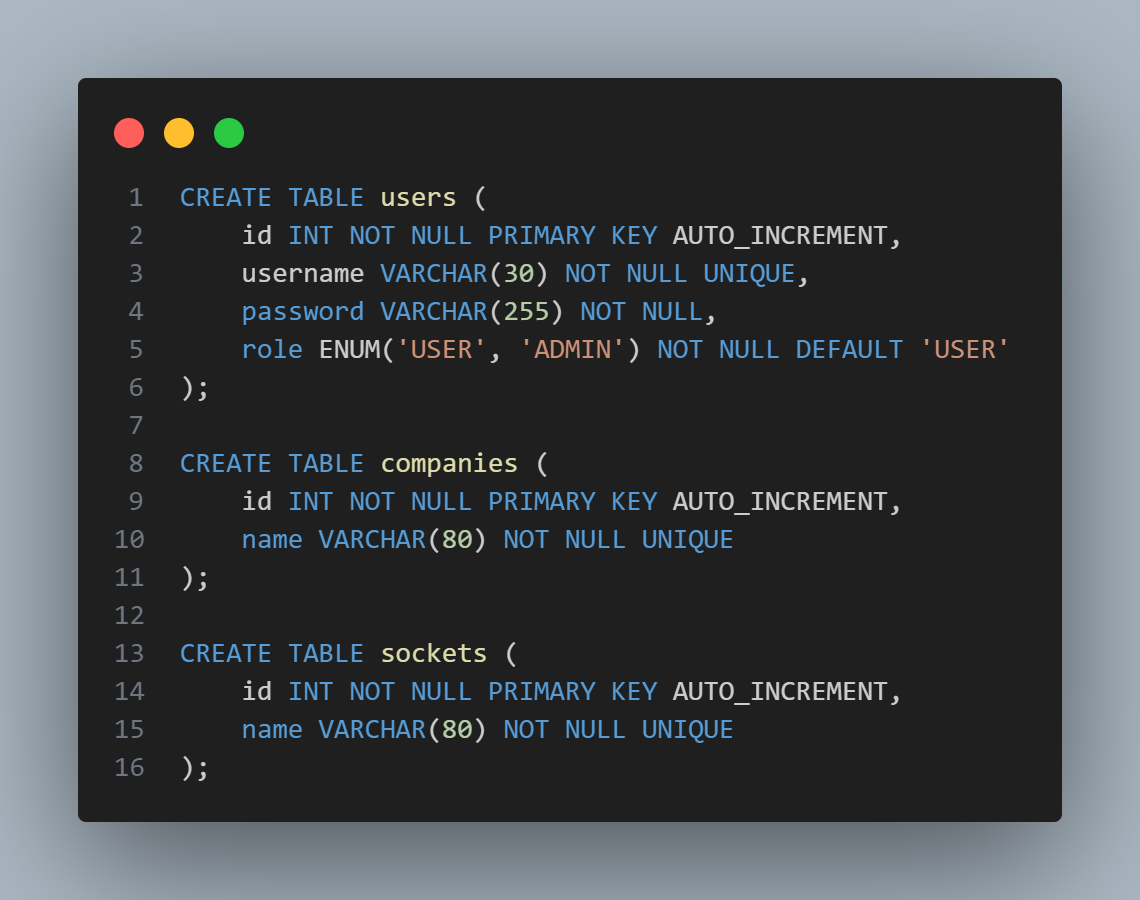 1 CREATE TABLE users (
2     id INT NOT NULL PRIMARY KEY AUTO_INCREMENT,
3     username VARCHAR(30) NOT NULL UNIQUE,
4     password VARCHAR(255) NOT NULL,
5     role ENUM('USER', 'ADMIN') NOT NULL DEFAULT 'USER'
6 );
7
8 CREATE TABLE companies (
9     id INT NOT NULL PRIMARY KEY AUTO_INCREMENT,
10     name VARCHAR(80) NOT NULL UNIQUE
11 );
12
13 CREATE TABLE sockets (
14     id INT NOT NULL PRIMARY KEY AUTO_INCREMENT,
15     name VARCHAR(80) NOT NULL UNIQUE
16 );